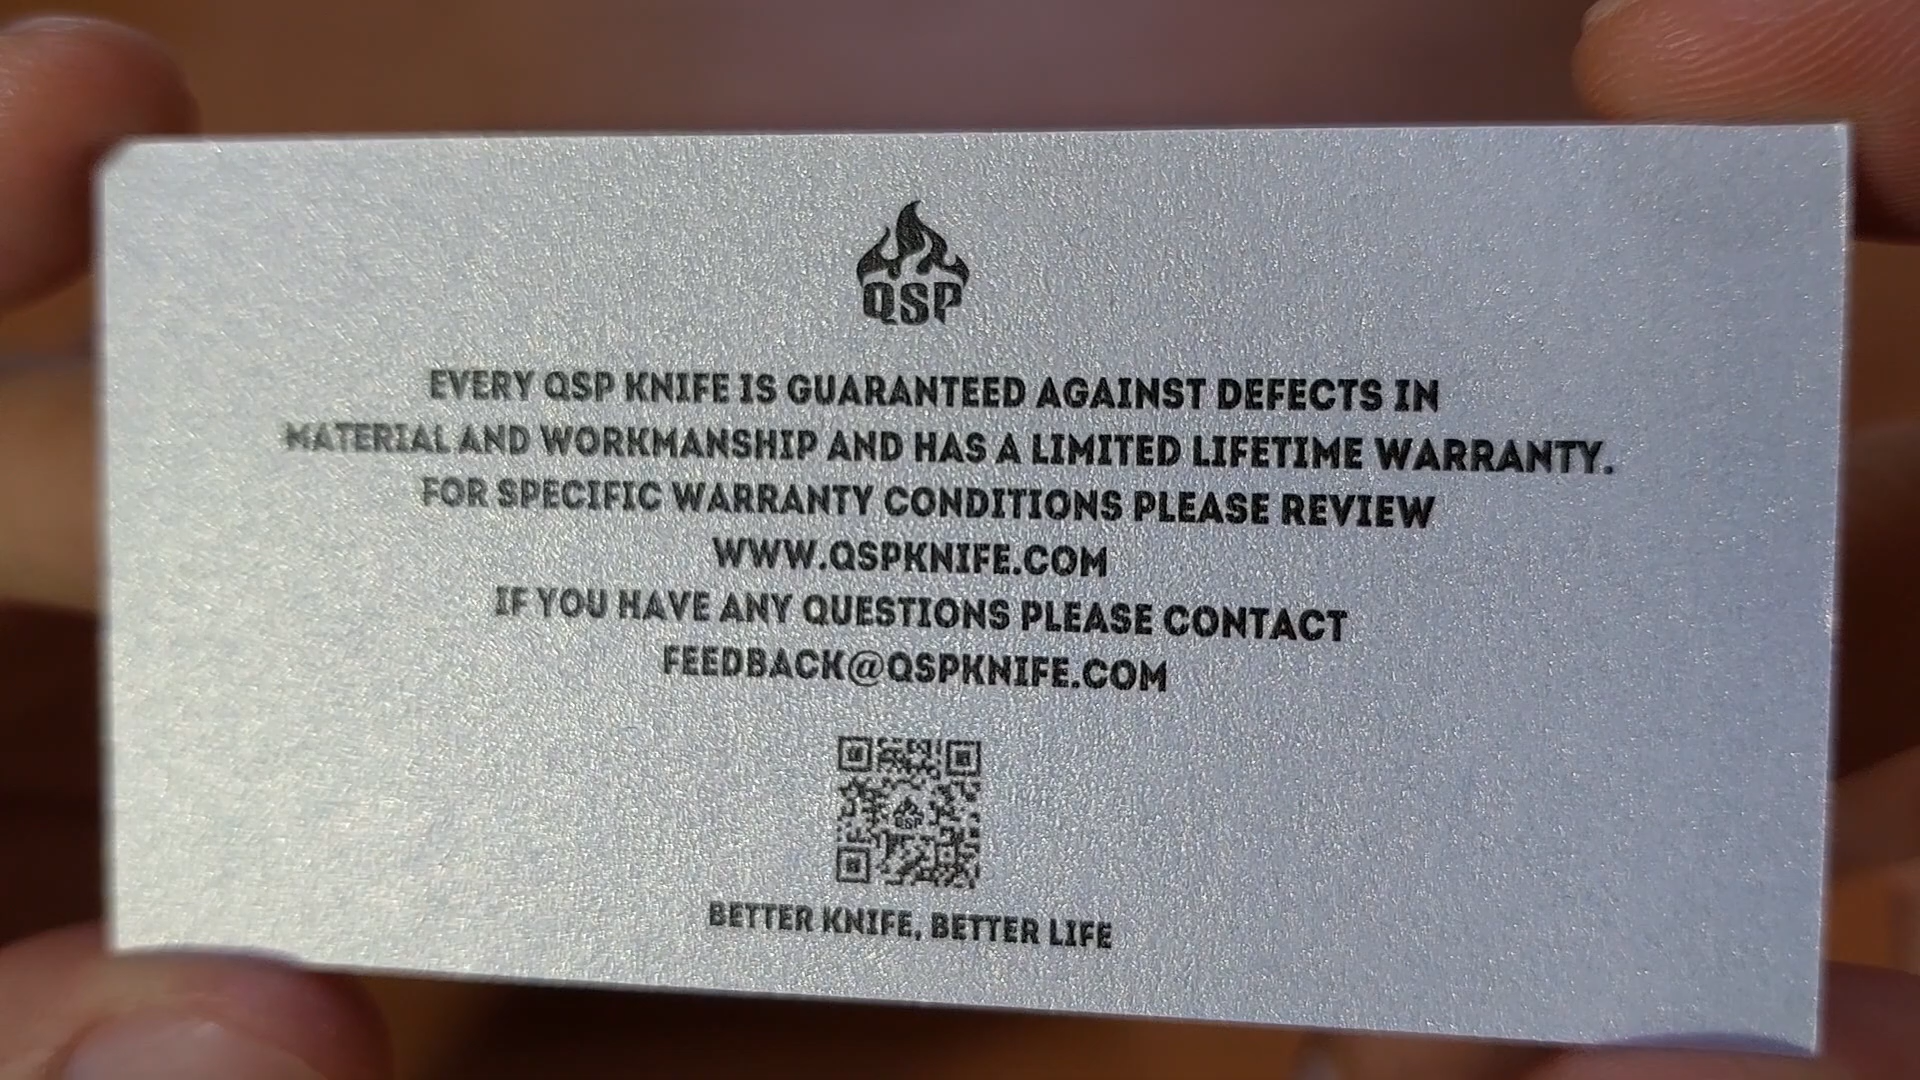 QSP
EVERY QSP KNIFE IS GUARANTEED AGAINST DEFECTS IN
MATERIAL AND WORKMANSHIP AND HAS A LIMITED LIFETIME WARRANTY.
FOR SPECIFIC WARRANTY CONDITIONS PLEASE REVIEW
WWW.QSPKNIFE.COM
IF YOU HAVE ANY QUESTIONS PLEASE CONTACT
FEEDBACK@QSPKNIFE.COM
QSP
BETTER KNIFE, BETTER LIFE